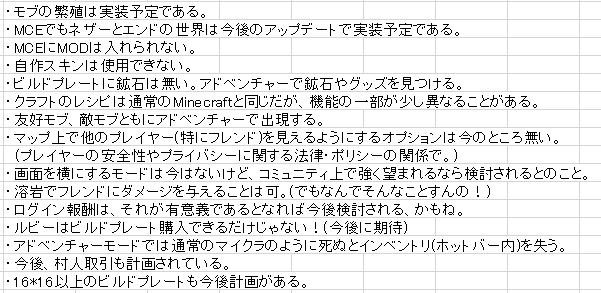 ・モブの繁殖は実装予定である。
・MCEでもネザーとエンドの世界は今後のアップデートで実装予定である。
・MCEにMODは入れられない。
・自作スキンは使用できない。
・ビルドプレートに鉱石は無い。アドベンチャーで鉱石やグッズを見つける。
・クラフトのレシピは通常のMinecraftと同じだが、機能の一部が少し異なることがある。
・友好モブ、敵モブともにアドベンチャーで出現する。
・マップ上で他のプレイヤー(特にフレンド)を見えるようにするオプションは今のところ無い。
（プレイヤーの安全性やプライバシーに関する法律・ポリシーの関係で。）
・画面を横にするモードは今はないけど、コミュニティ上で強く望まれるなら検討されるとのこと。
・溶岩でフレンドにダメージを与えることは可。（でもなんでそんなことすんの！）
・ログイン報酬は、それが有意義であるとなれば今後検討される、かもね。
・ルビーはビルドプレート購入できるだけじゃない！（今後に期待）
・アドベンチャーモードでは通常のマイクラのように死ぬとインベントリ(ホットバー内)を失う。
・今後、村人取引も計画されている。
・16*16以上のビルドプレートも今後計画がある。